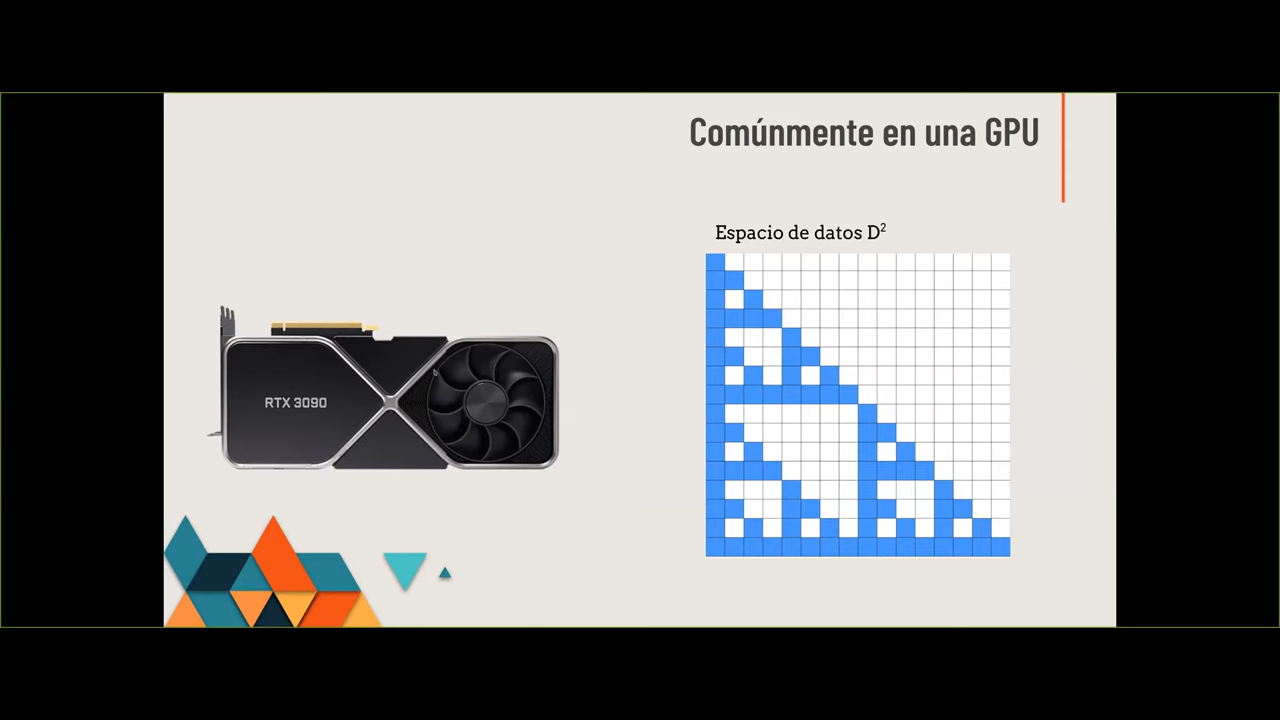 Comúnmente en una GPU
Espacio de datos D²
RTX 3090